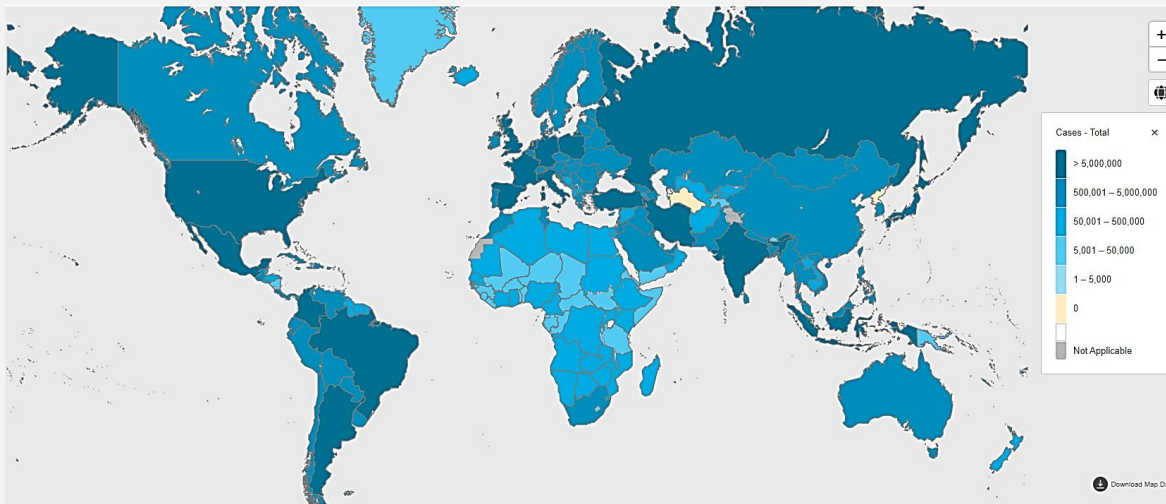 +
−
Cases - Total ×
> 5,000,000
500,001 – 5,000,000
50,001 – 500,000
5,001 – 50,000
1 – 5,000
0
Not Applicable
Download Map Da